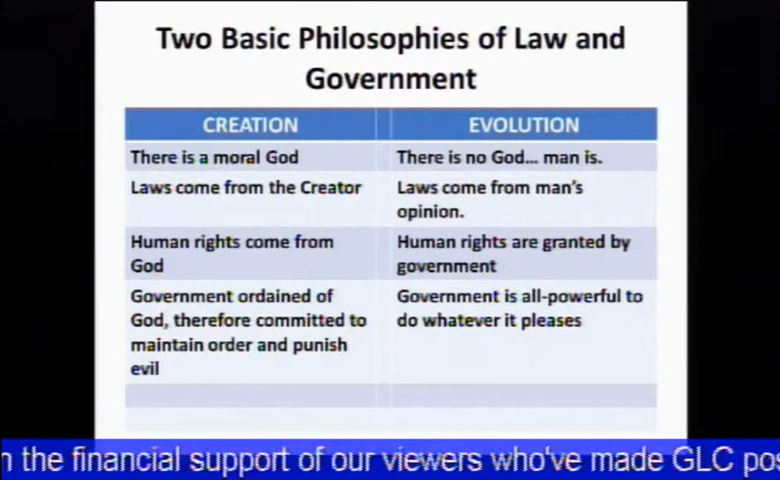 Two Basic Philosophies of Law and
Government
CREATION
EVOLUTION
There is a moral God
There is no God... man is.
Laws come from the Creator
Laws come from man's
opinion.
Human rights come from
God
Human rights are granted by
government
Government ordained of
God, therefore committed to
maintain order and punish
evil
Government is all-powerful to
do whatever it pleases
the financial support of our viewers who've made GLC